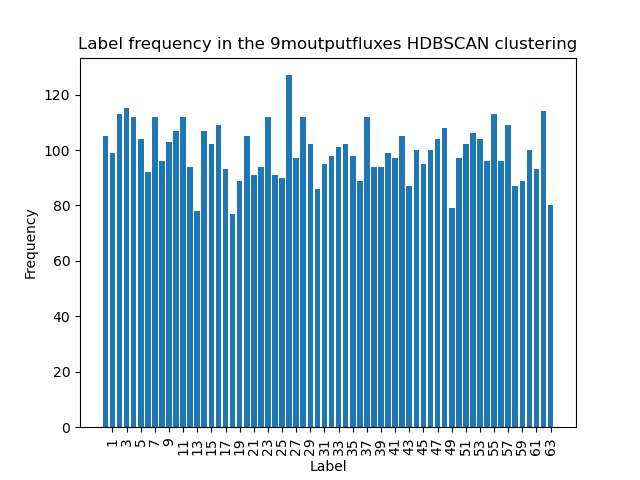 Label frequency in the 9moutputfluxes HDBSCAN clustering
120
100
80
60
40
20
0
Frequency
1 3 5 7 9 11 13 15 17 19 21 23 25 27 29 31 33 35 37 39 41 43 45 47 49 51 53 55 57 59 61 63
Label